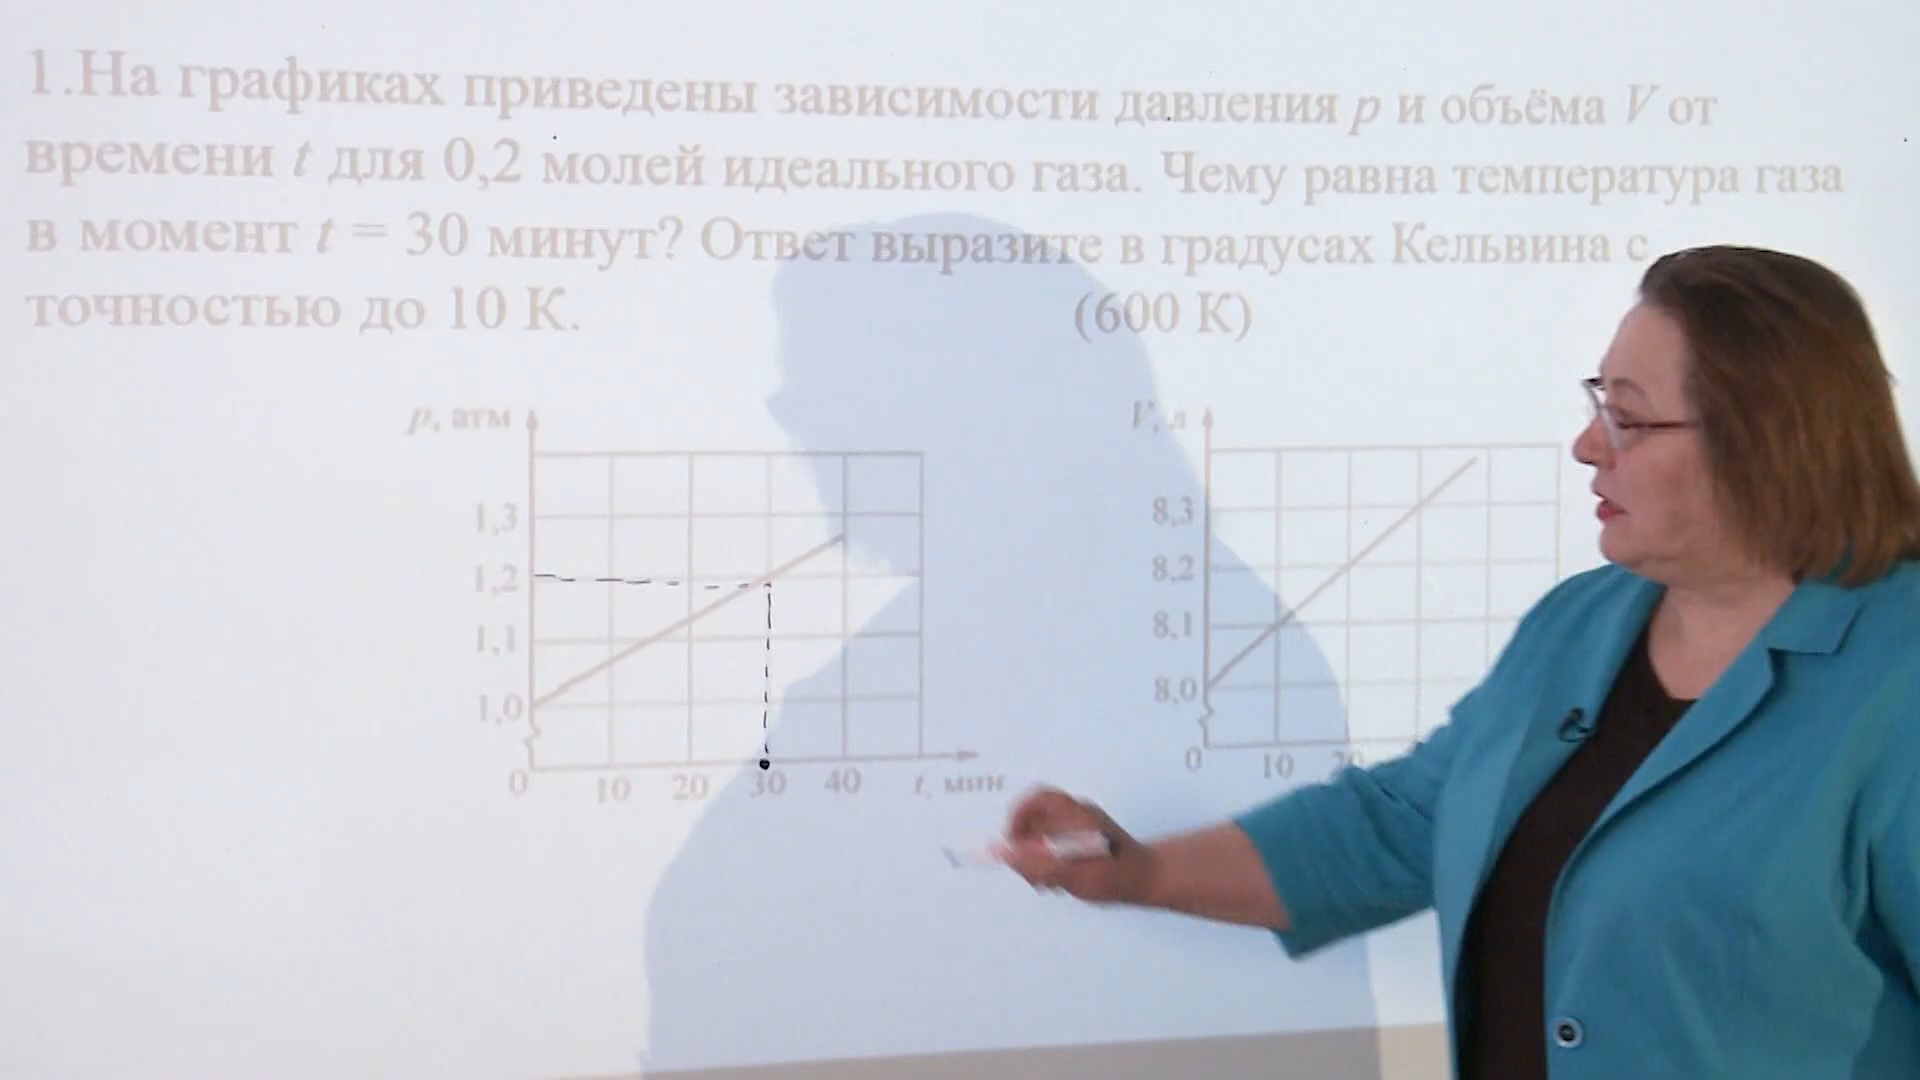 1.На графиках приведены зависимости давления p и объёма V от
времени t для 0,2 молей идеального газа. Чему равна температура газа
в момент t = 30 минут? Ответ выразите в градусах Кельвина с
точностью до 10 К.
(600 К)
p, атм
1,3
1,2
1,1
1,0
0
10 20 30 40 t, мин
V, л
8,3
8,2
8,1
8,0
0
10 20